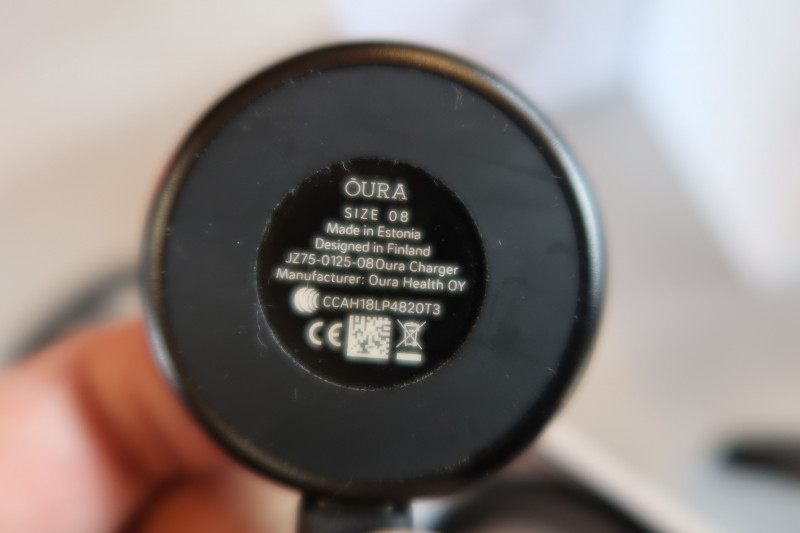 ŌURA
SIZE 08
Made in Estonia
Designed in Finland
JZ75-0125-08Oura Charger
Manufacturer: Oura Health OY
CCAH18LP4820T3
CE